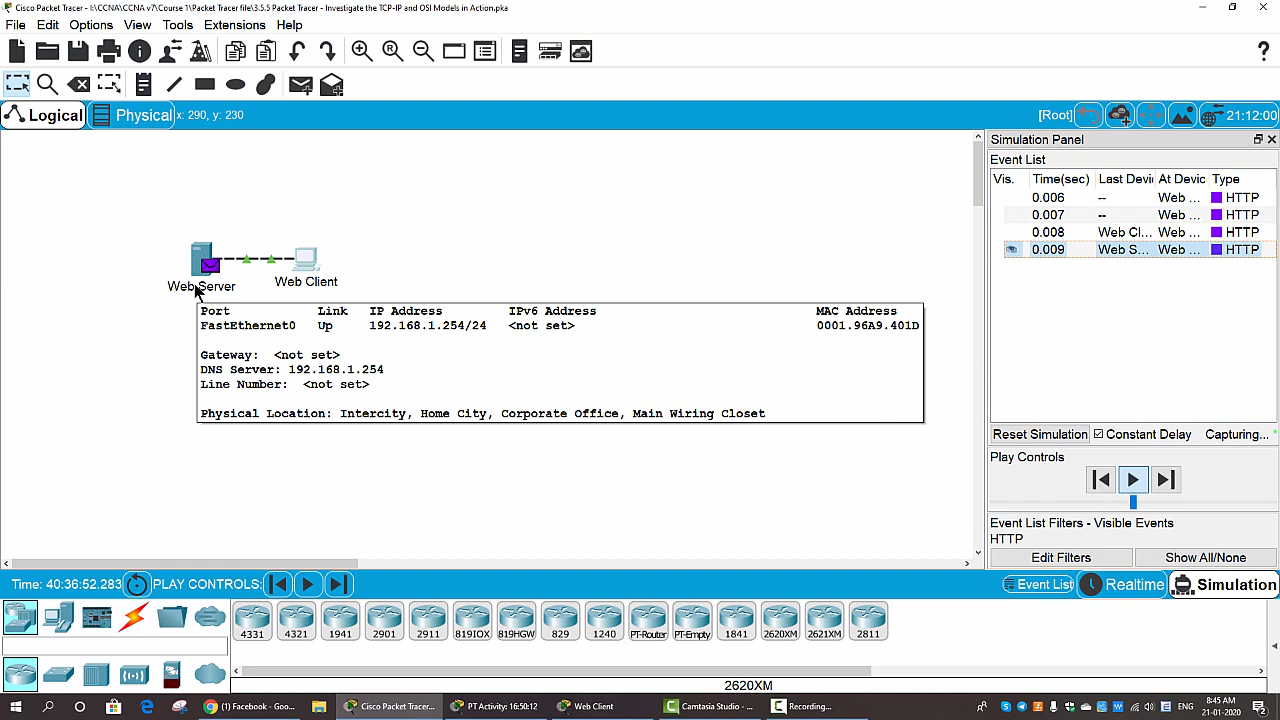 Cisco Packet Tracer - I:\CCNA\CCNA v7\Course 1\Packet Tracer file\3.5.5 Packet Tracer - Investigate the TCP-IP and OSI Models in Action.pka
File Edit Options View Tools Extensions Help
Logical Physical x: 290, y: 230 [Root] 21:12:00
Simulation Panel
Event List
Vis. Time(sec) Last Devic At Devic Type
0.006 -- Web ... HTTP
0.007 -- Web ... HTTP
0.008 Web Cl... Web ... HTTP
0.009 Web S... Web ... HTTP
Web Server Web Client
Port Link IP Address IPv6 Address MAC Address
FastEthernet0 Up 192.168.1.254/24 <not set> 0001.96A9.401D
Gateway: <not set>
DNS Server: 192.168.1.254
Line Number: <not set>
Physical Location: Intercity, Home City, Corporate Office, Main Wiring Closet
Reset Simulation Constant Delay Capturing...
Play Controls
Event List Filters - Visible Events
HTTP
Edit Filters Show All/None
Time: 40:36:52.283 PLAY CONTROLS: Event List Realtime Simulation
4331 4321 1941 2901 2911 819IOX 819HGW 829 1240 PT-Router PT-Empty 1841 2620XM 2621XM 2811
2620XM
(1) Facebook - Goo... Cisco Packet Tracer... PT Activity: 16:50:12 Web Client Camtasia Studio - ... Recording...
8:45 AM
21-01-2020